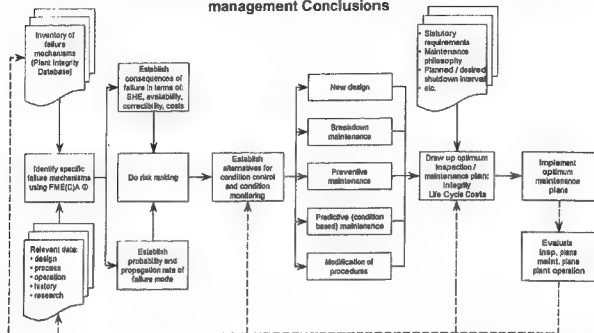 management Conclusions
Inventory of
failure mechanisms
(Plant Integrity
Database)
Identify specific
failure mechanisms
using FME(C)A ①
Relevant data:
• design
• process
• operation
• history
• research
Establish
consequences of
failure in terms of:
SHE, availability,
correctibility, costs
Do risk ranking
Establish
probability and
propagation rate of
failure mode
Establish
alternatives for
condition control
and condition
monitoring
New design
Breakdown
maintenance
Preventive
maintenance
Predictive (condition
based) maintenance
Modification of
procedures
• Statutory
requirements
• Maintenance
philosophy
• Planned / desired
shutdown interval
• etc.
Draw up optimum
inspection /
maintenance plan:
Integrity
Life Cycle Costs
Implement
optimum
maintenance
plans
Evaluate
insp. plans
maint. plans
plant operation